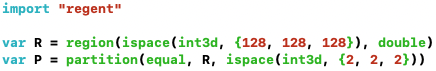 import "regent"
var R = region(ispace(int3d, {128, 128, 128}), double)
var P = partition(equal, R, ispace(int3d, {2, 2, 2}))